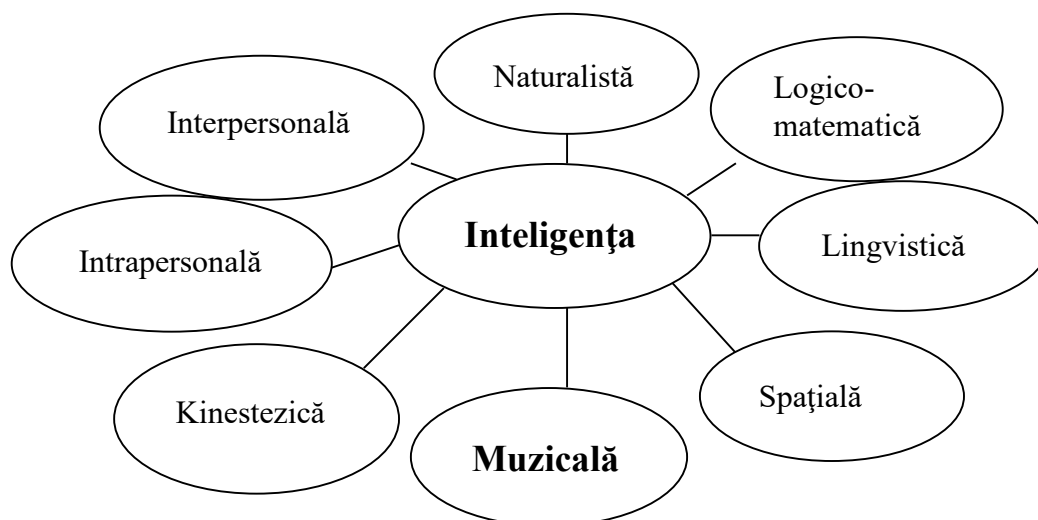 Naturalistă
Logico-
matematică
Interpersonală
Inteligenţa
Lingvistică
Intrapersonală
Spaţială
Kinestezică
Muzicală